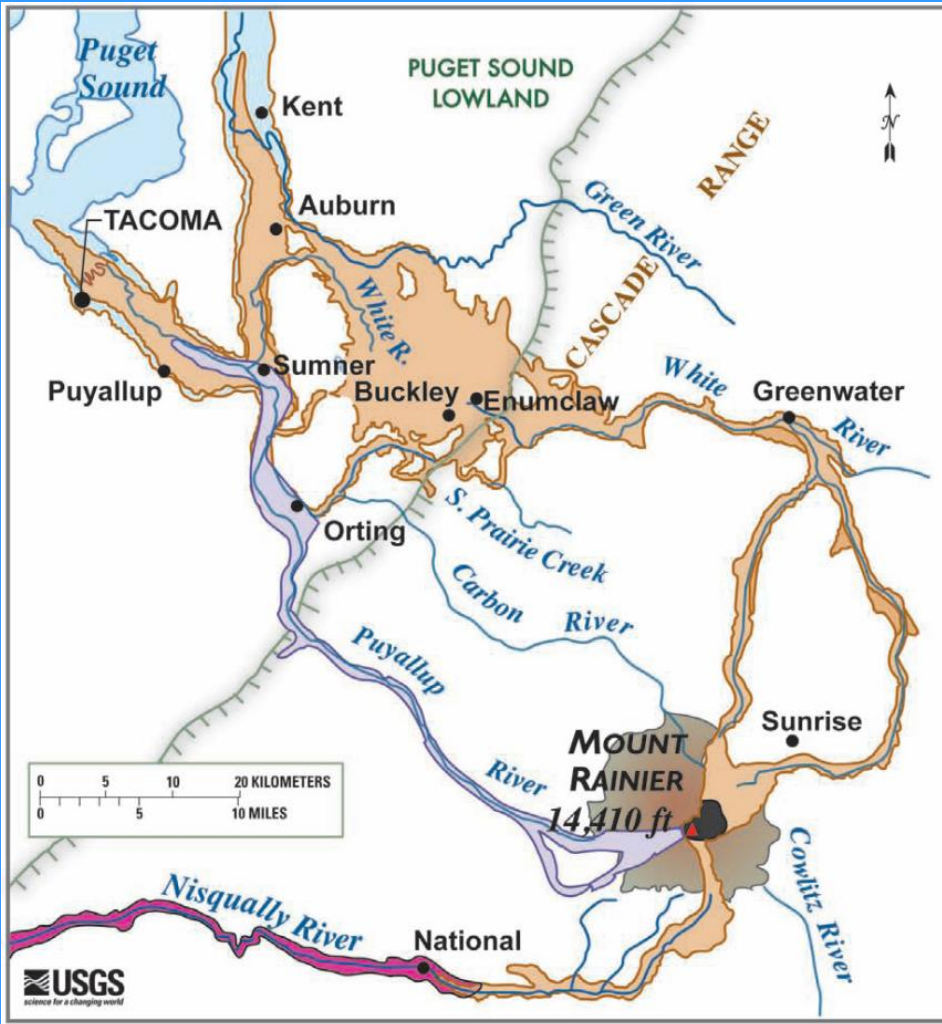 Puget
Sound
PUGET SOUND
LOWLAND
Kent
N
RANGE
CASCADE
Green River
Auburn
TACOMA
White R.
Sumner
Puyallup
Buckley
Enumclaw
White
River
Greenwater
Orting
S. Prairie Creek
Carbon
River
Puyallup
River
Sunrise
MOUNT
RAINIER
14,410 ft
0 5 10 20 KILOMETERS
0 5 10 MILES
Cowlitz River
Nisqually River
National
USGS
science for a changing world